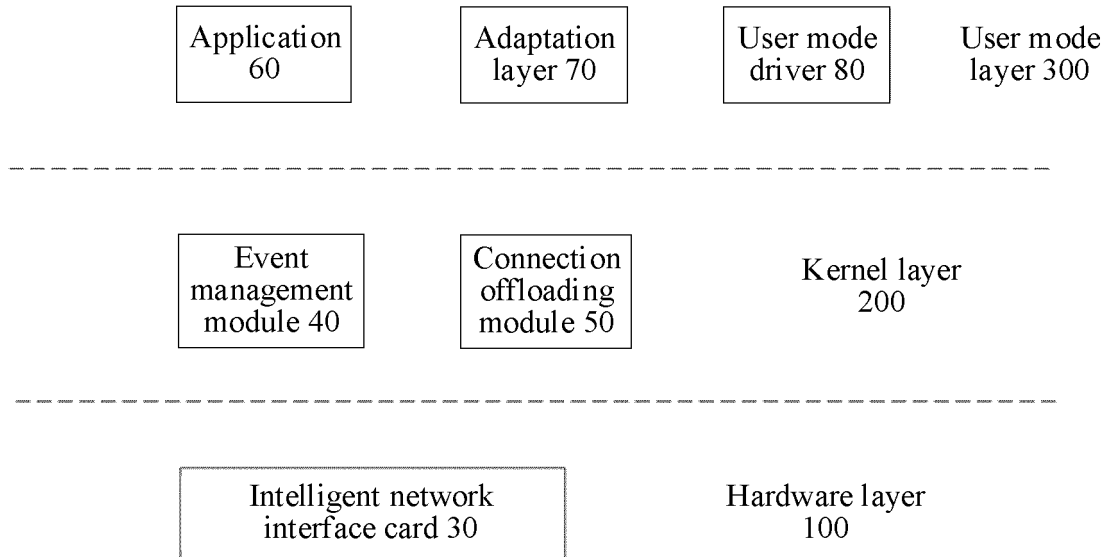 Application
60
Adaptation
layer 70
User mode
driver 80
User mode
layer 300
Event
management
module 40
Connection
offloading
module 50
Kernel layer
200
Intelligent network
interface card 30
Hardware layer
100